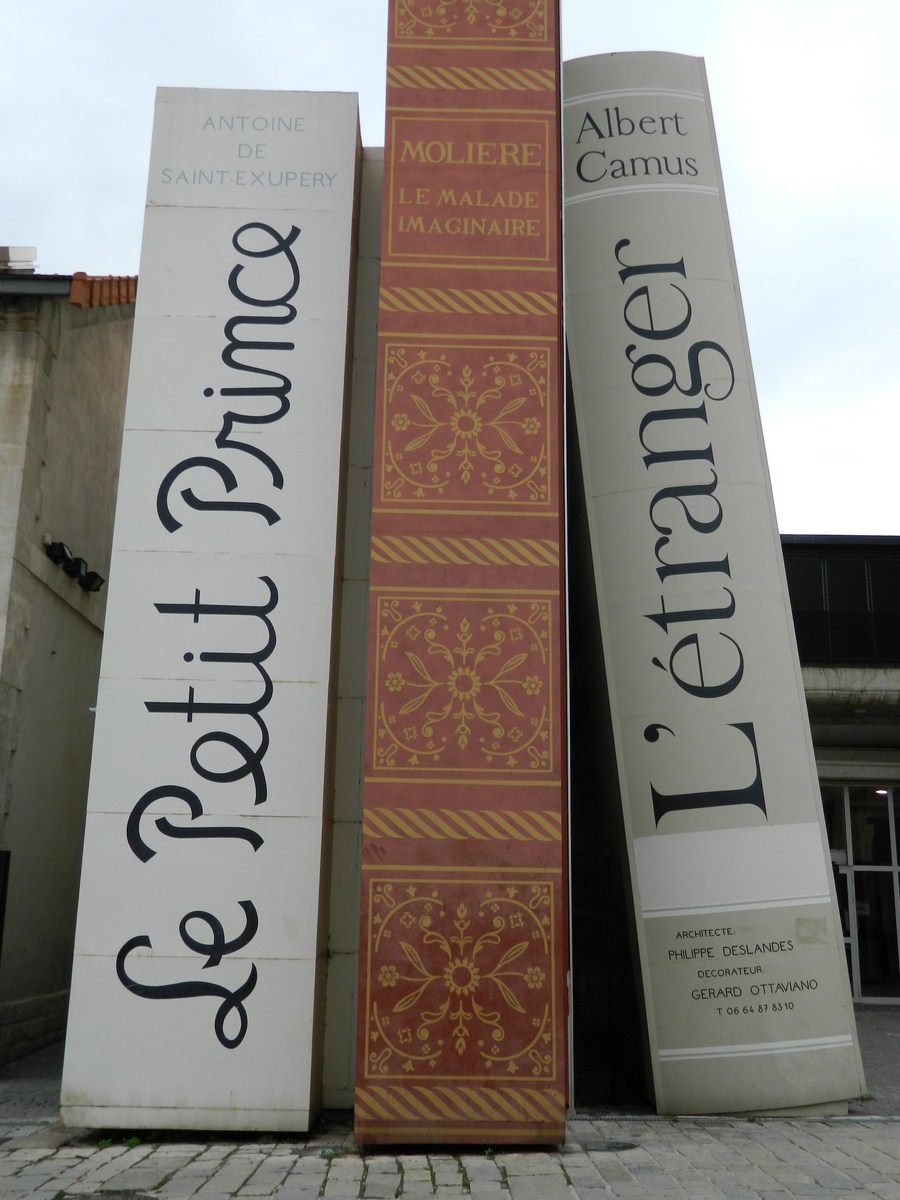 ANTOINE
DE
SAINT-EXUPERY
Le Petit Prince
MOLIERE
LE MALADE
IMAGINAIRE
Albert
Camus
L'étranger
ARCHITECTE:
PHILIPPE DESLANDES
DECORATEUR:
GERARD OTTAVIANO
T 06 64 87 83 10